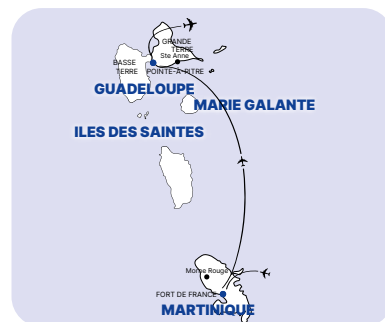 GRANDE
TERRE
Ste Anne
BASSE
TERRE
POINTE-À-PITRE
GUADELOUPE
MARIE GALANTE
ILES DES SAINTES
Morne Rouge
FORT DE FRANCE
MARTINIQUE